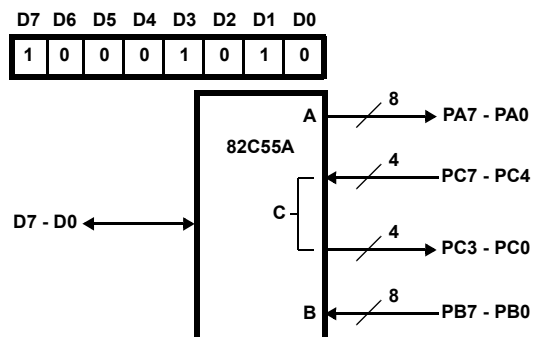 D7 D6 D5 D4 D3 D2 D1 D0
1 0 0 0 1 0 1 0
A 8 PA7 - PA0
82C55A
4 PC7 - PC4
C
D7 - D0
4 PC3 - PC0
B 8 PB7 - PB0